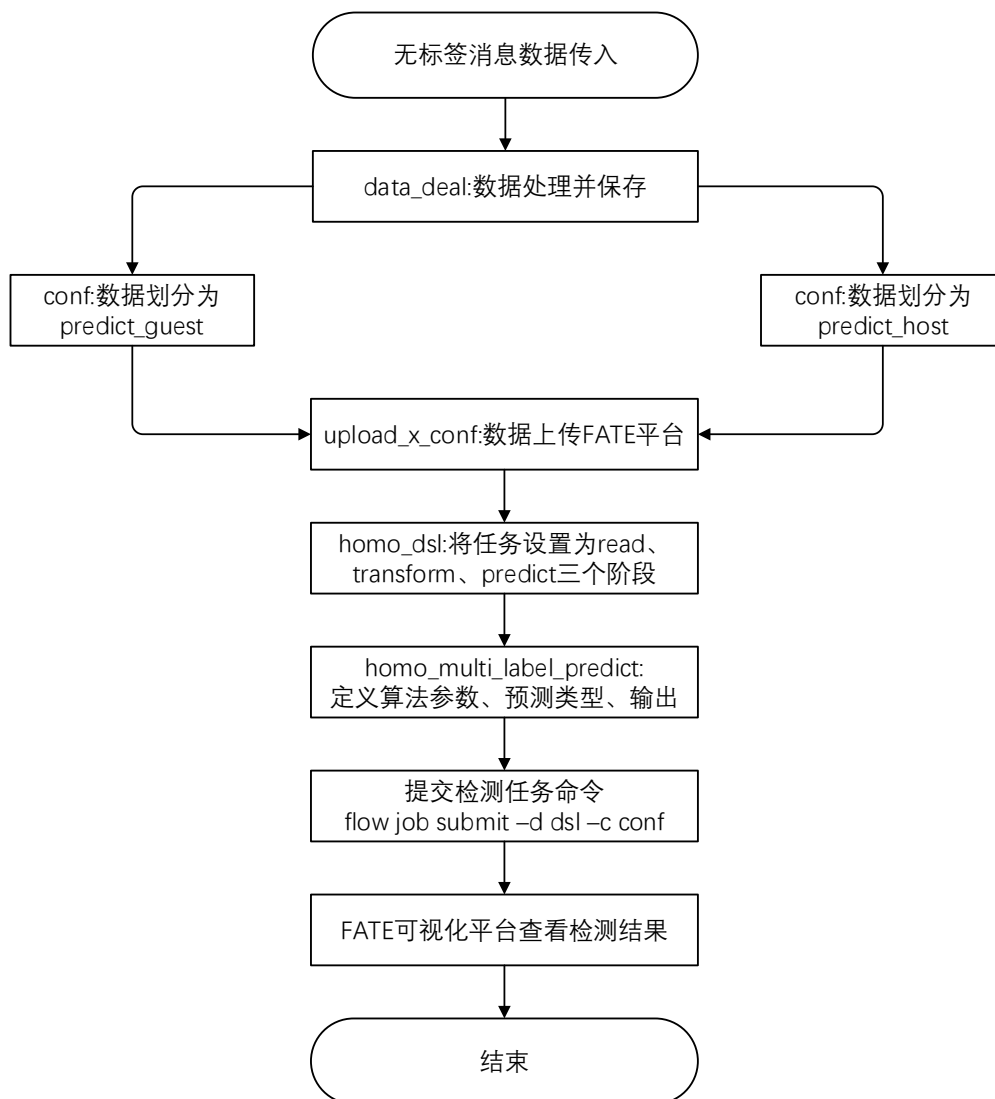 无标签消息数据传入
data_deal:数据处理并保存
conf:数据划分为
predict_guest
conf:数据划分为
predict_host
upload_x_conf:数据上传FATE平台
homo_dsl:将任务设置为read、
transform、predict三个阶段
homo_multi_label_predict:
定义算法参数、预测类型、输出
提交检测任务命令
flow job submit –d dsl –c conf
FATE可视化平台查看检测结果
结束